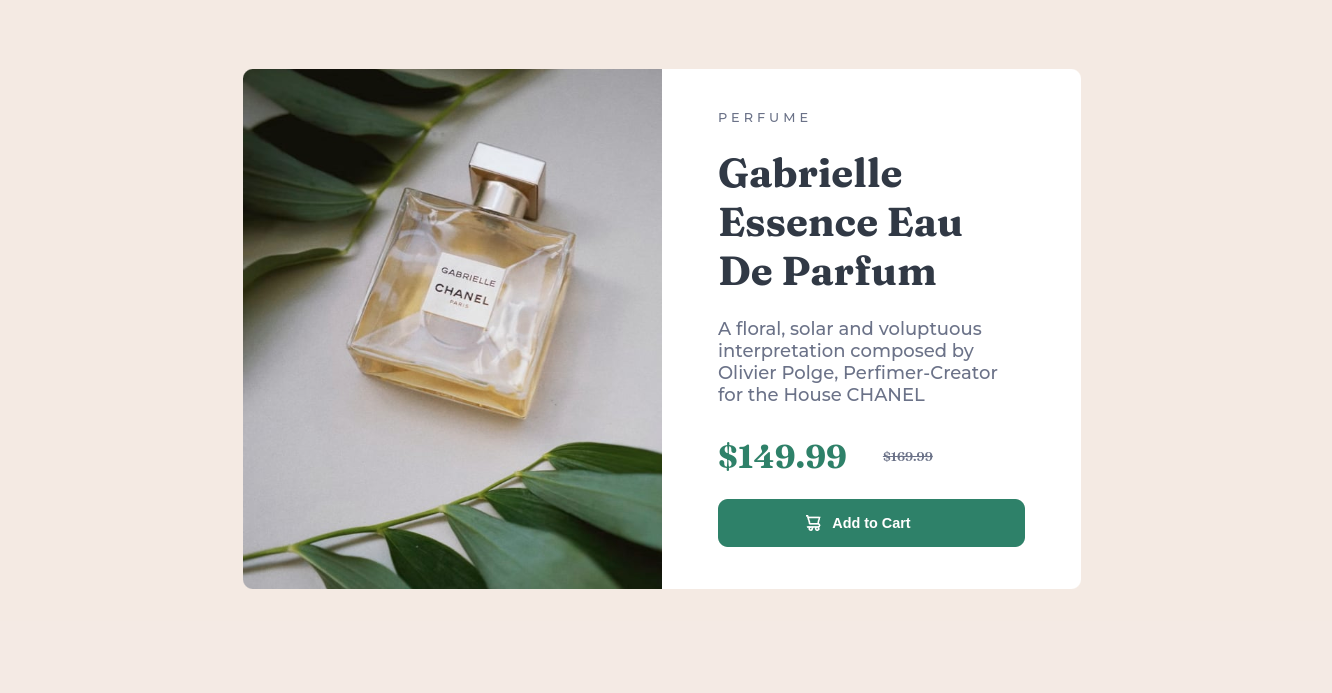 GABRIELLE
CHANEL
PARIS
PERFUME
Gabrielle
Essence Eau
De Parfum
A floral, solar and voluptuous
interpretation composed by
Olivier Polge, Perfimer-Creator
for the House CHANEL
$149.99 $169.99
Add to Cart